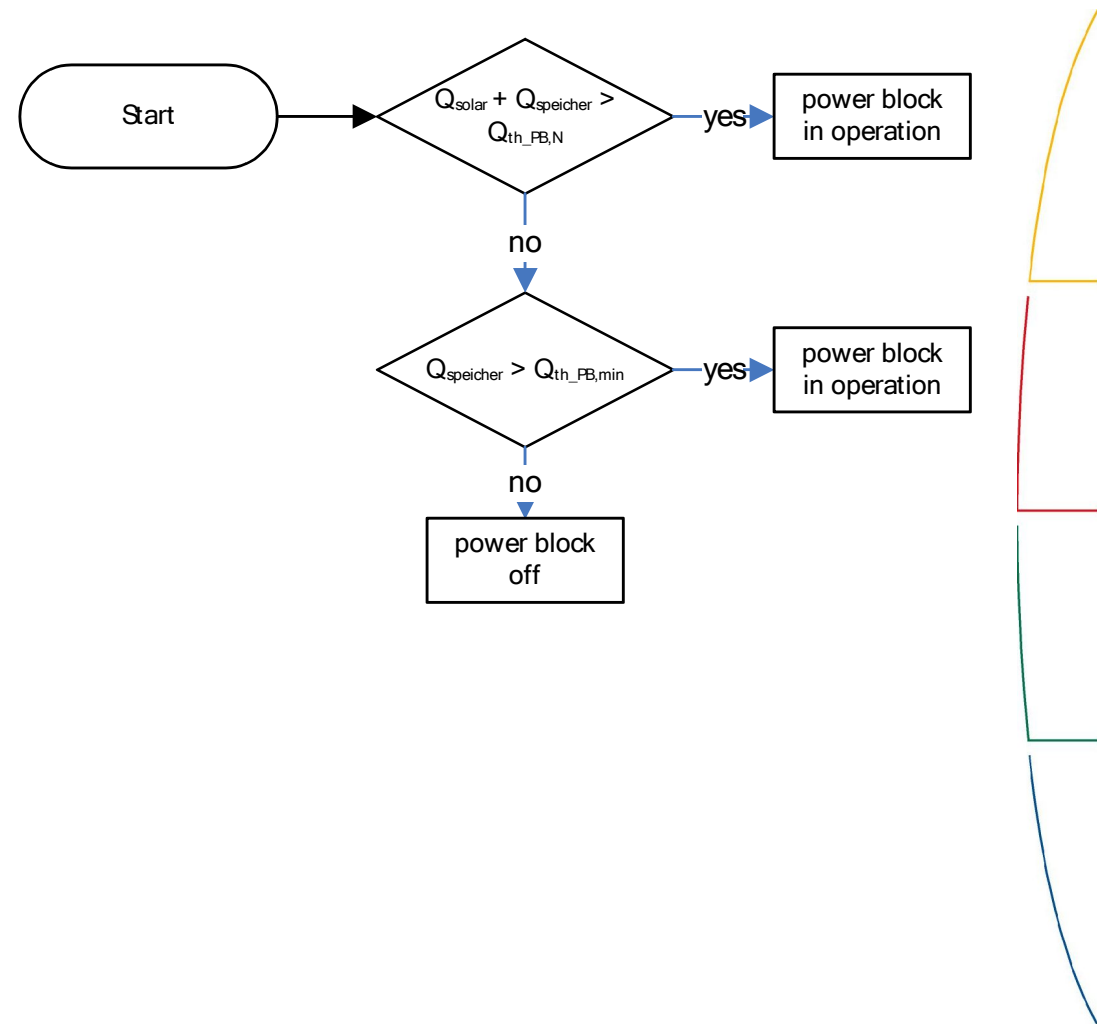 Start
Qsolar + Qspeicher >
Qth_PB,N
yes
power block
in operation
no
Qspeicher > Qth_PB,min
yes
power block
in operation
no
power block
off